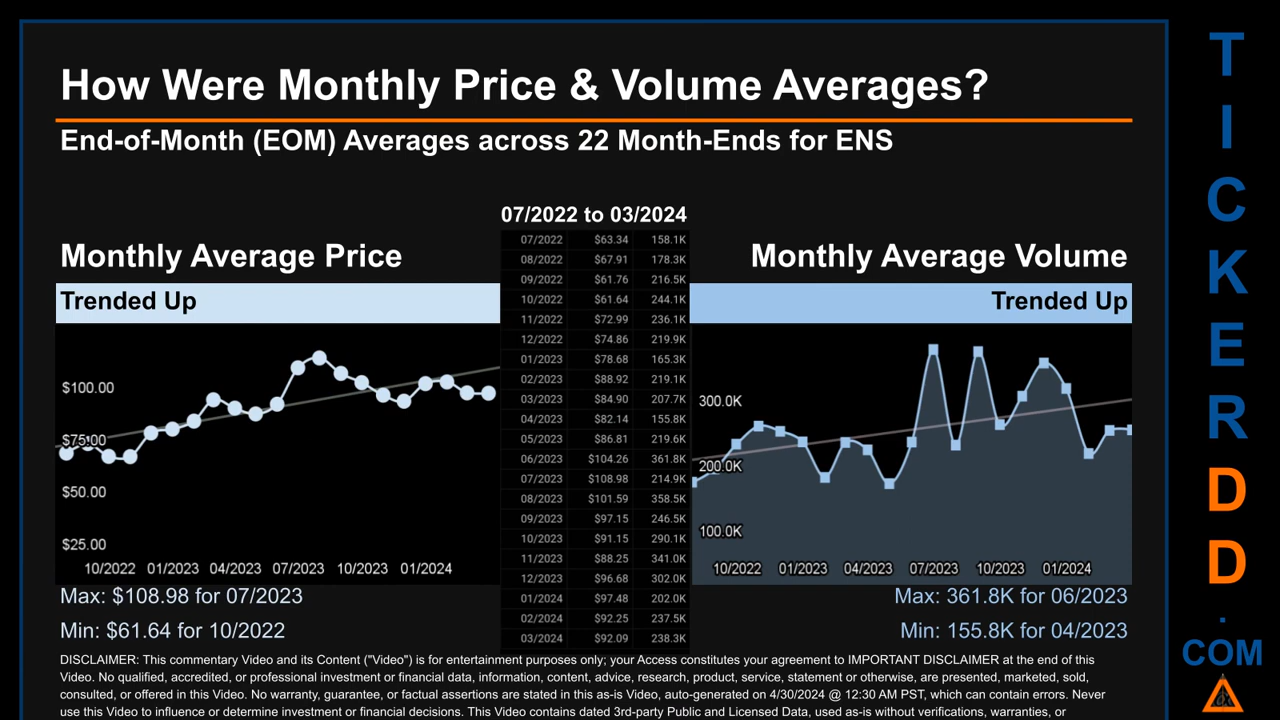 How Were Monthly Price & Volume Averages?
End-of-Month (EOM) Averages across 22 Month-Ends for ENS
07/2022 to 03/2024
Monthly Average Price
Trended Up
$100.00
$75.00
$50.00
$25.00
10/2022 01/2023 04/2023 07/2023 10/2023 01/2024
Max: $108.98 for 07/2023
Min: $61.64 for 10/2022
07/2022 $63.34 158.1K
08/2022 $67.91 178.3K
09/2022 $61.76 216.5K
10/2022 $61.64 244.1K
11/2022 $72.99 236.1K
12/2022 $74.86 219.9K
01/2023 $78.68 165.3K
02/2023 $88.92 219.1K
03/2023 $84.90 207.7K
04/2023 $82.14 155.8K
05/2023 $86.81 219.6K
06/2023 $104.26 361.8K
07/2023 $108.98 214.9K
08/2023 $101.59 358.5K
09/2023 $97.15 246.5K
10/2023 $91.15 290.1K
11/2023 $88.25 341.0K
12/2023 $96.68 302.0K
01/2024 $97.48 202.0K
02/2024 $92.25 237.5K
03/2024 $92.09 238.3K
Monthly Average Volume
Trended Up
300.0K
200.0K
100.0K
10/2022 01/2023 04/2023 07/2023 10/2023 01/2024
Max: 361.8K for 06/2023
Min: 155.8K for 04/2023
DISCLAIMER: This commentary Video and its Content ("Video") is for entertainment purposes only; your Access constitutes your agreement to IMPORTANT DISCLAIMER at the end of this
Video. No qualified, accredited, or professional investment or financial data, information, content, advice, research, product, service, statement or otherwise, are presented, marketed, sold,
consulted, or offered in this Video. No warranty, guarantee, or factual assertions are stated in this as-is Video, auto-generated on 4/30/2024 @ 12:30 AM PST, which can contain errors. Never
use this Video to influence or determine investment or financial decisions. This Video contains dated 3rd-party Public and Licensed Data, used as-is without verifications, warranties, or
T
I
C
K
E
R
D
D
.
COM